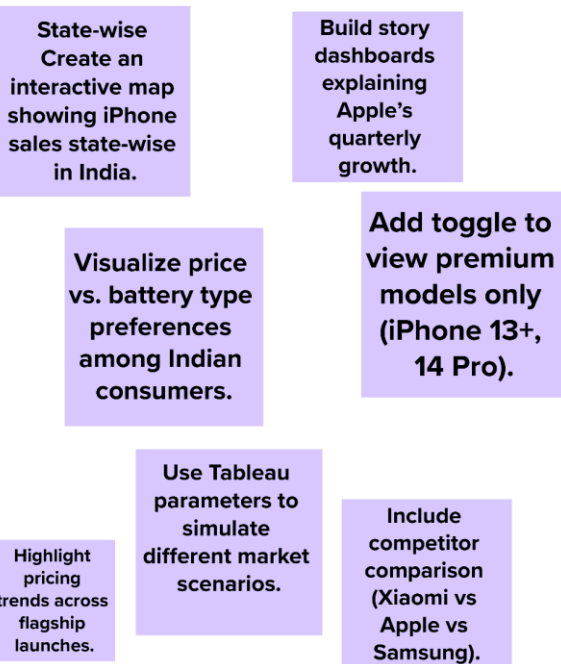 State-wise
Create an
interactive map
showing iPhone
sales state-wise
in India.
Build story
dashboards
explaining
Apple's
quarterly
growth.
Add toggle to
view premium
models only
(iPhone 13+,
14 Pro).
Visualize price
vs. battery type
preferences
among Indian
consumers.
Use Tableau
parameters to
simulate
different market
scenarios.
Include
competitor
comparison
(Xiaomi vs
Apple vs
Samsung).
Highlight
pricing
trends across
flagship
launches.